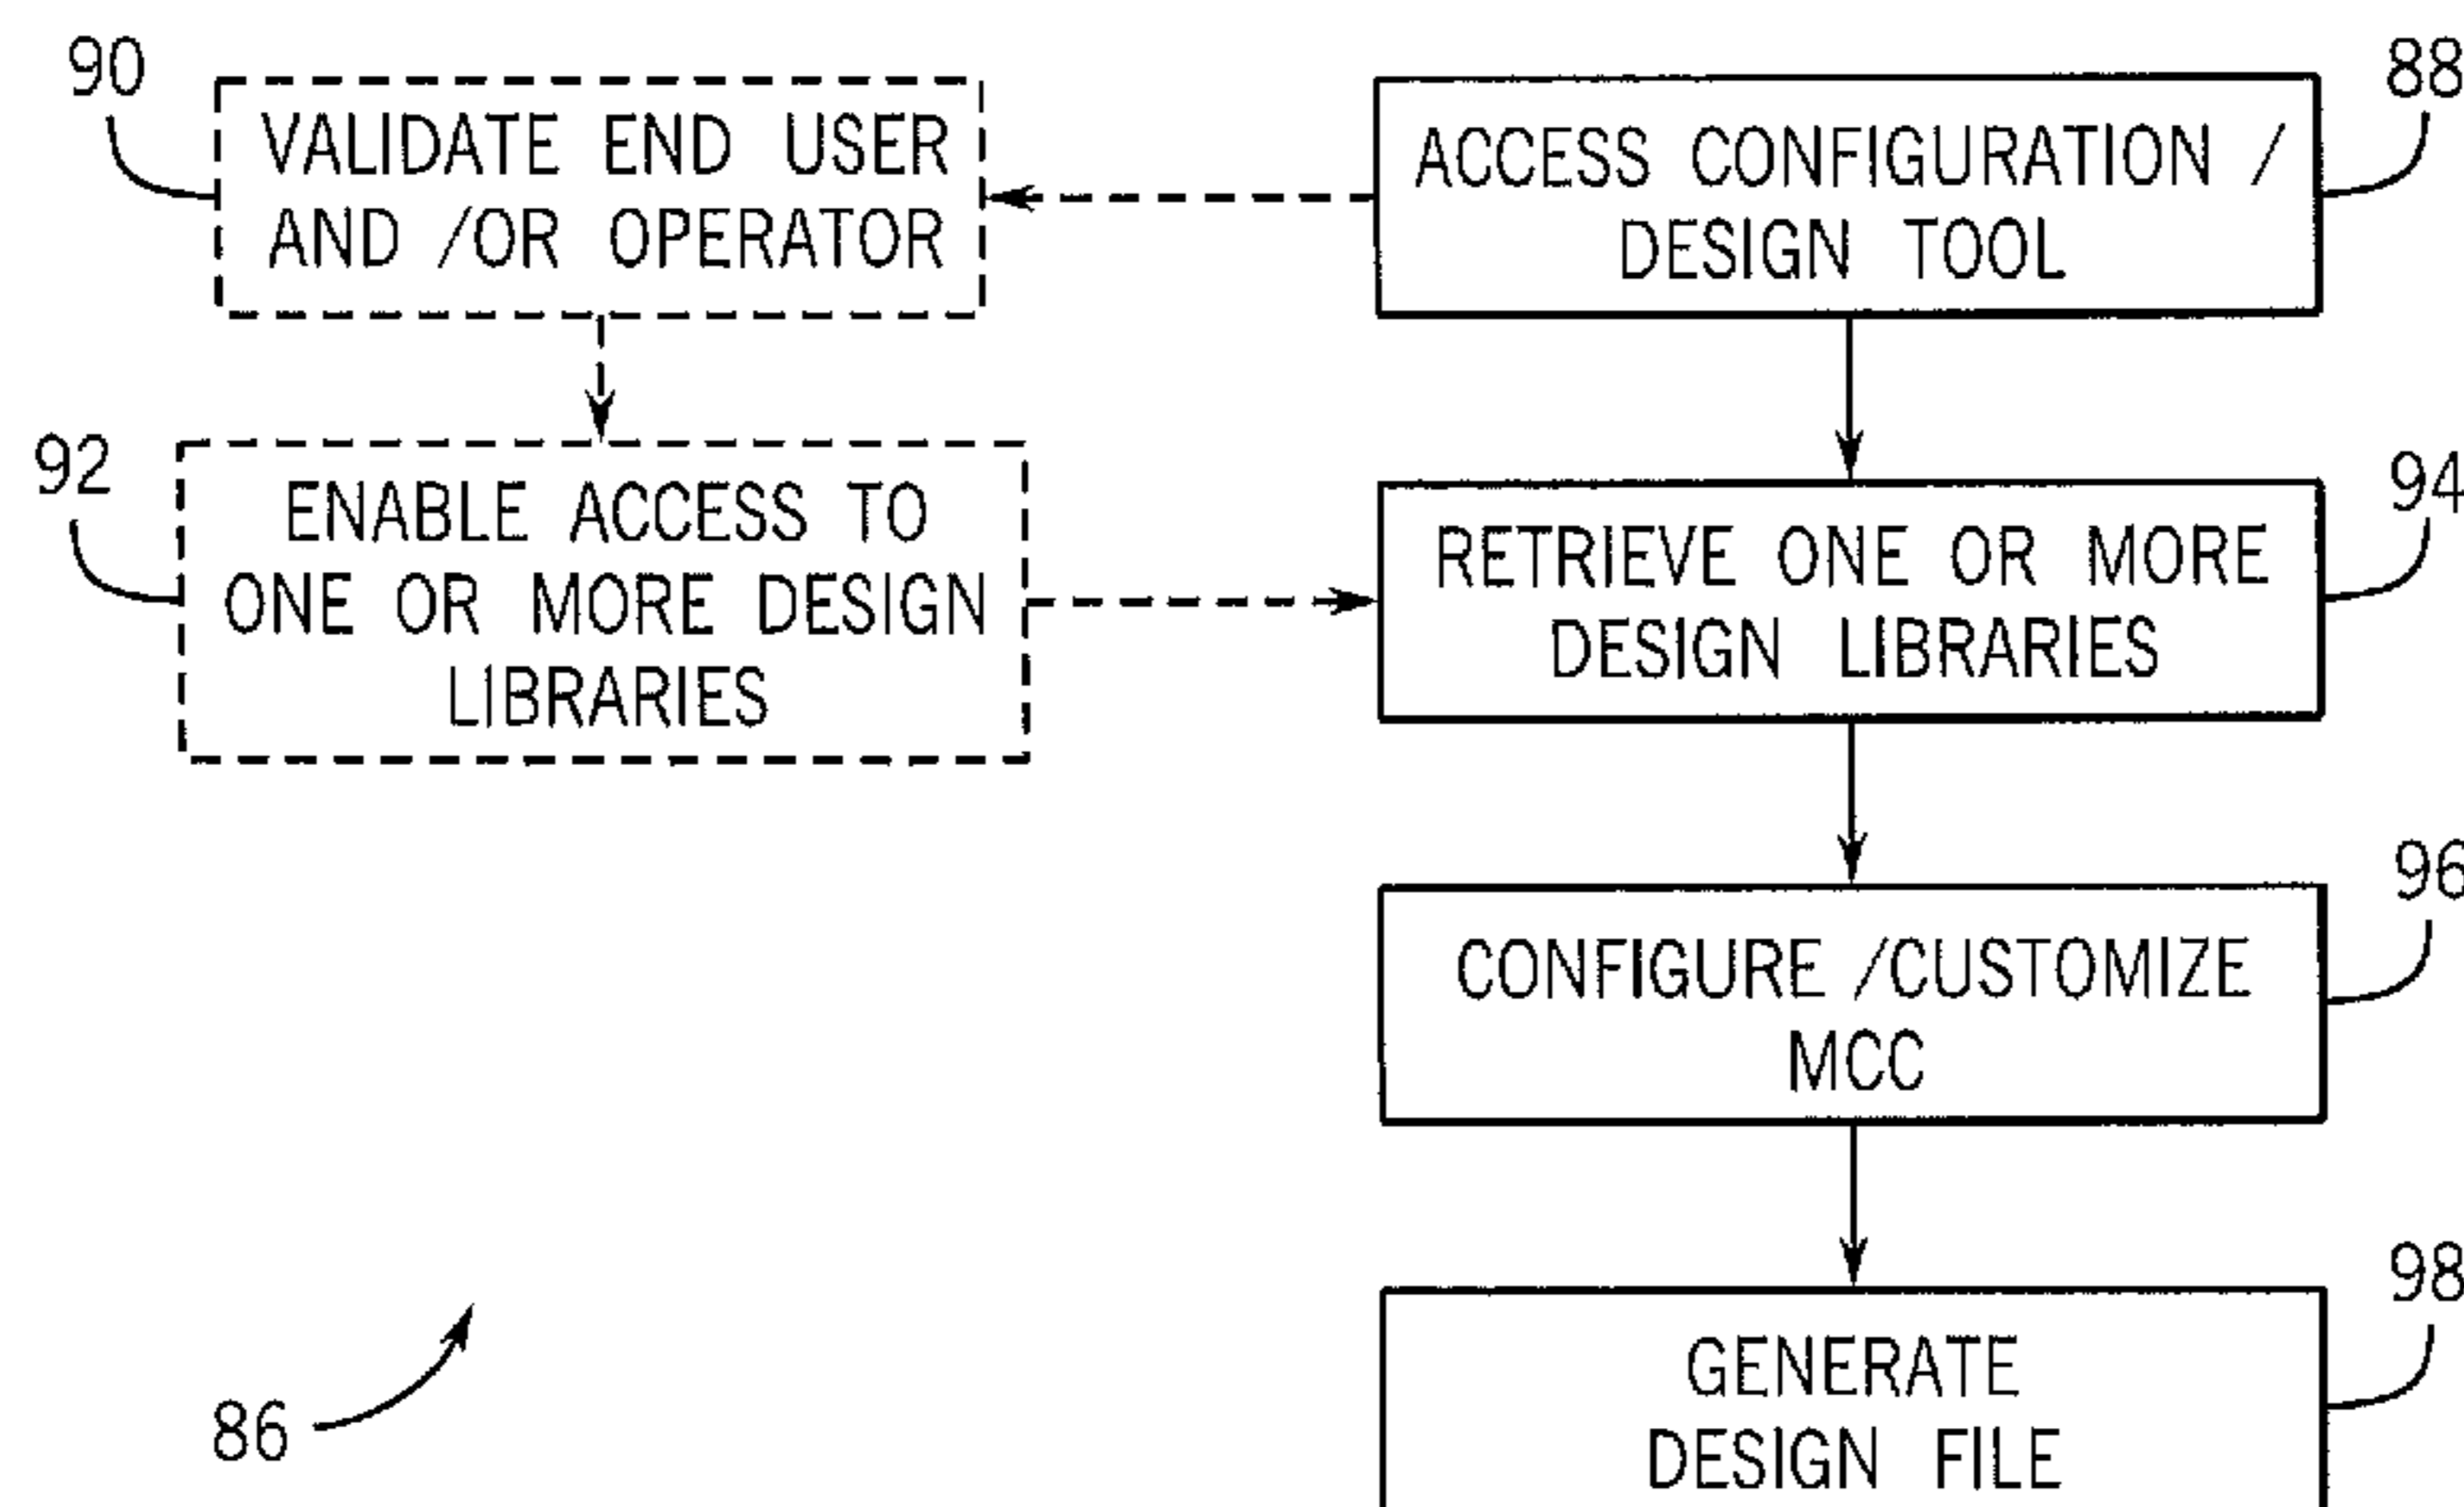 90
VALIDATE END USER
AND /OR OPERATOR
88
ACCESS CONFIGURATION /
DESIGN TOOL
92
ENABLE ACCESS TO
ONE OR MORE DESIGN
LIBRARIES
94
RETRIEVE ONE OR MORE
DESIGN LIBRARIES
96
CONFIGURE /CUSTOMIZE
MCC
98
GENERATE
DESIGN FILE
86